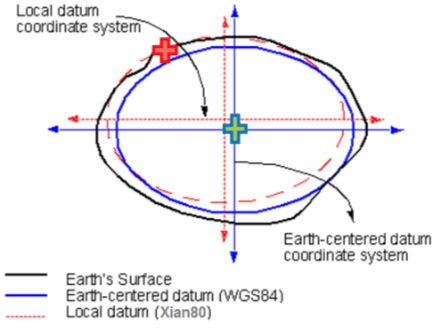 Local datum
coordinate system
Earth-centered datum
coordinate system
Earth's Surface
Earth-centered datum (WGS84)
Local datum (Xian80)